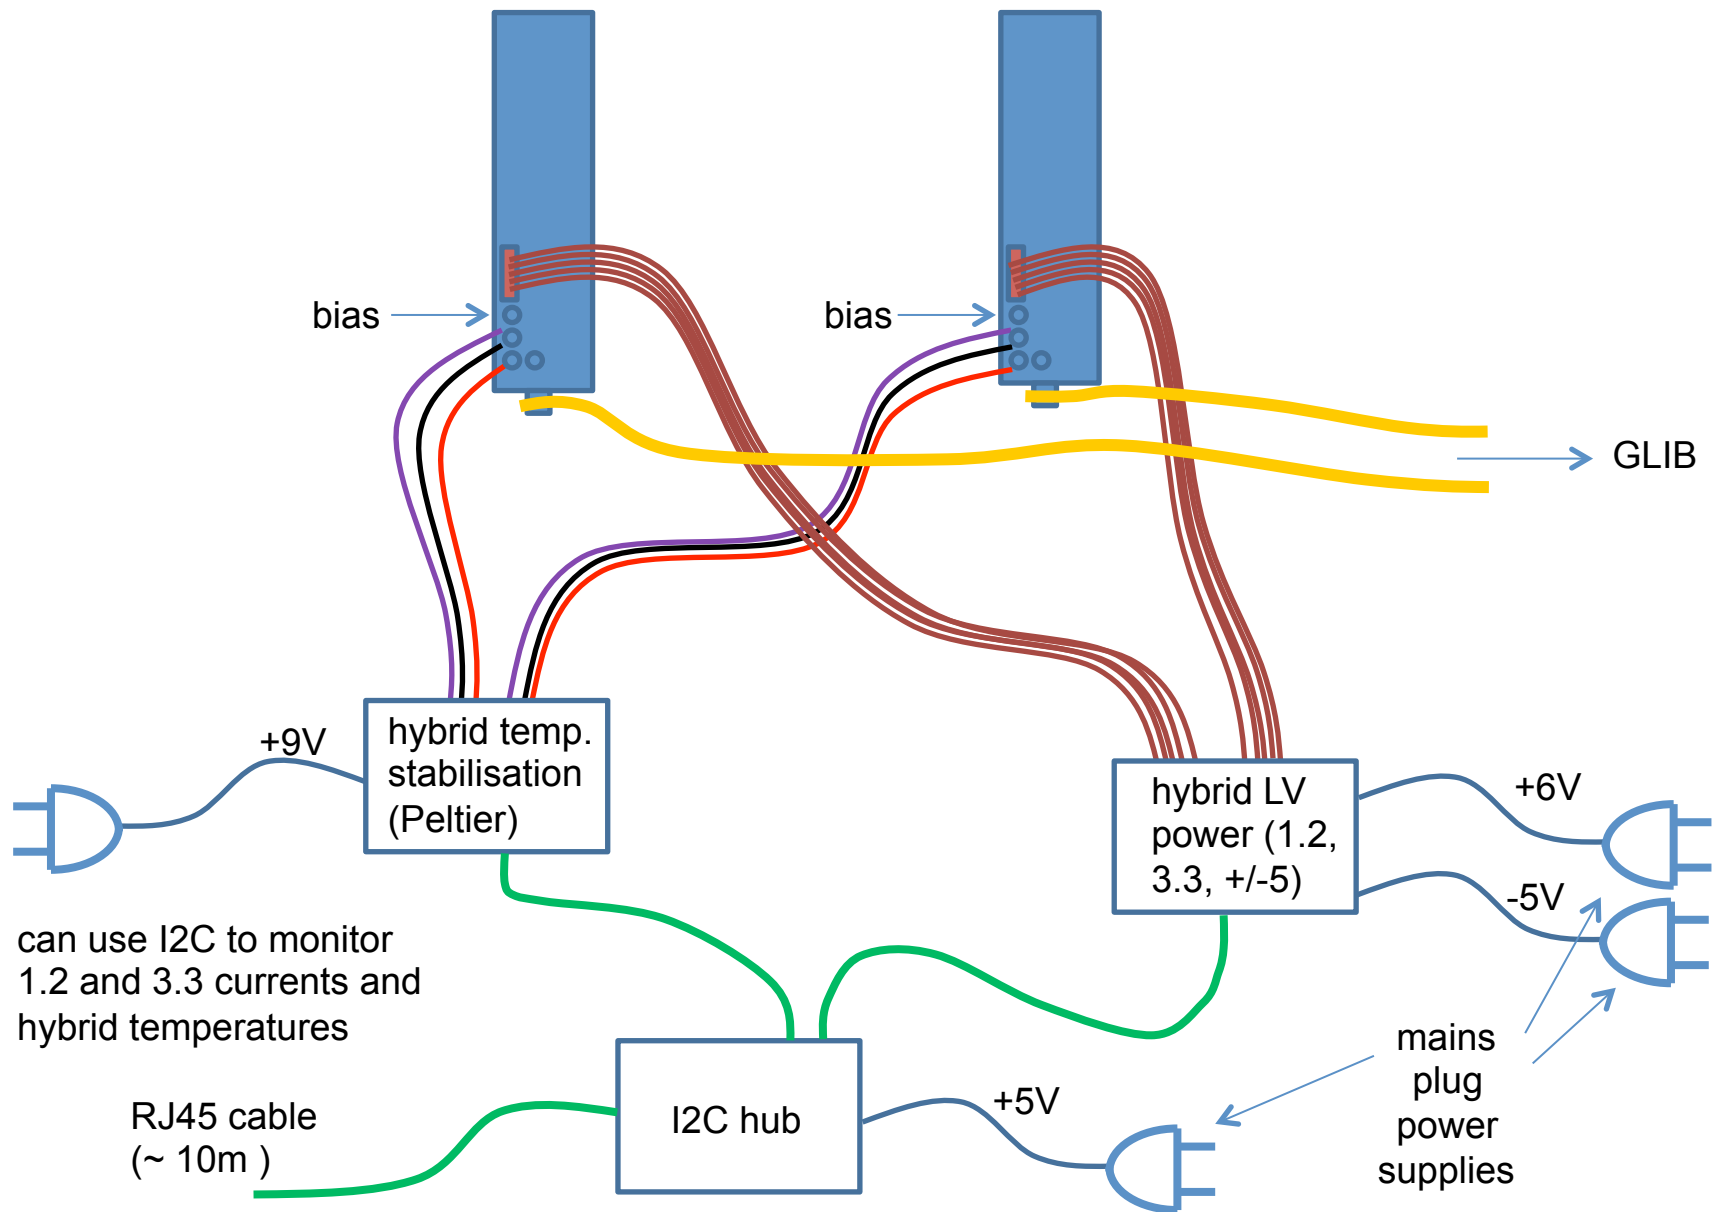 bias
bias
GLIB
hybrid temp.
stabilisation
(Peltier)
+9V
hybrid LV
power (1.2,
3.3, +/-5)
+6V
-5V
can use I2C to monitor
1.2 and 3.3 currents and
hybrid temperatures
mains
plug
power
supplies
RJ45 cable
(~ 10m )
I2C hub
+5V